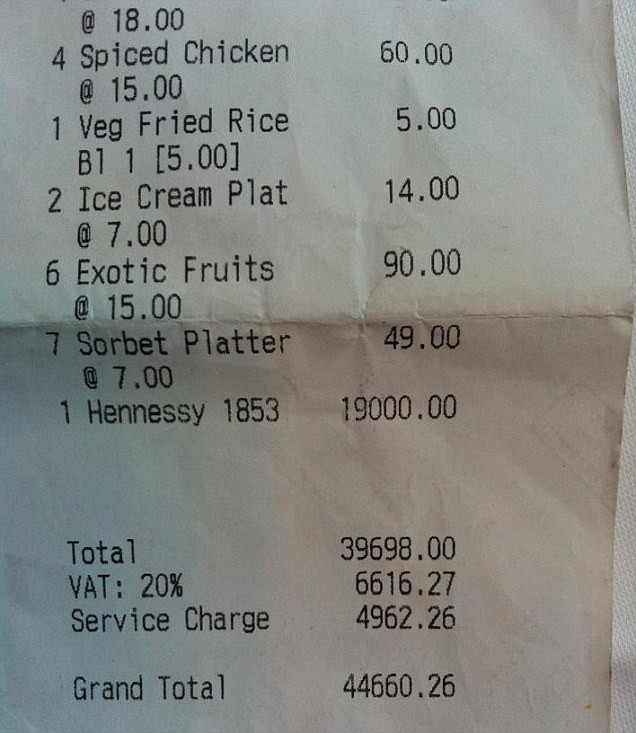 @ 18.00
4 Spiced Chicken 60.00
@ 15.00
1 Veg Fried Rice 5.00
Bl 1 [5.00]
2 Ice Cream Plat 14.00
@ 7.00
6 Exotic Fruits 90.00
@ 15.00
7 Sorbet Platter 49.00
@ 7.00
1 Hennessy 1853 19000.00
Total 39698.00
VAT: 20% 6616.27
Service Charge 4962.26
Grand Total 44660.26